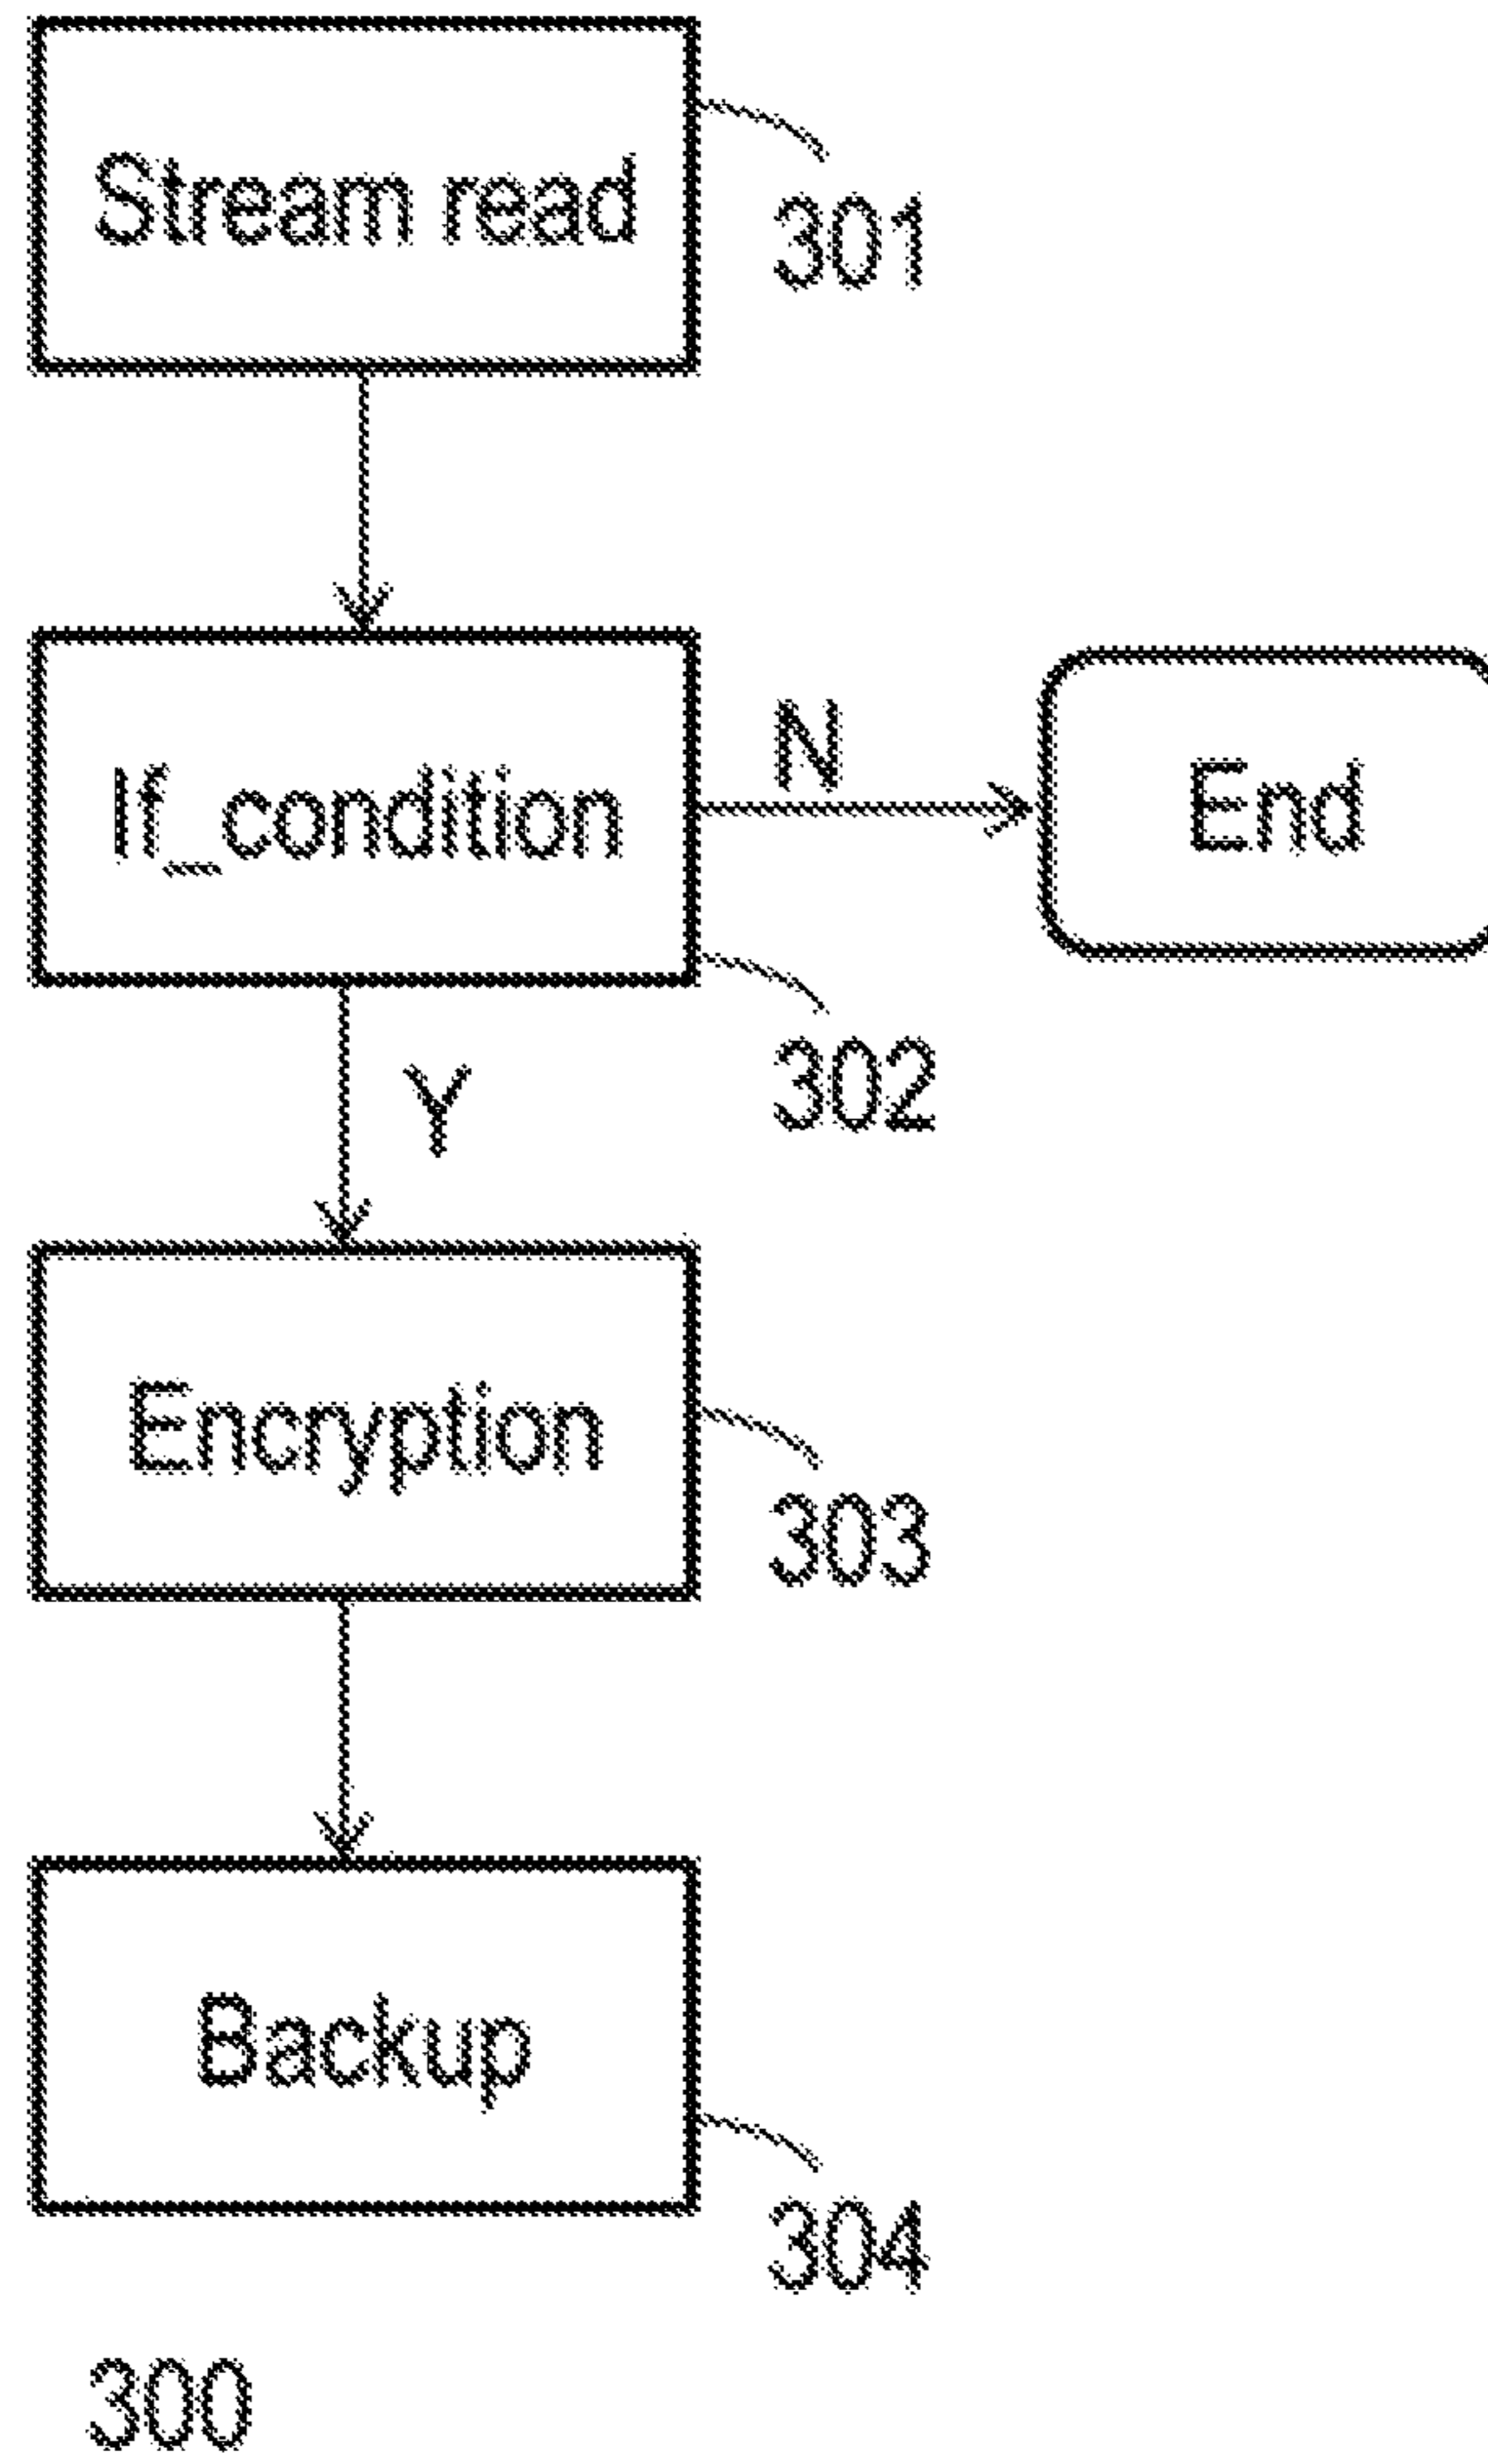 Stream read
301
If_condition
N
End
302
Y
Encryption
303
Backup
304
300